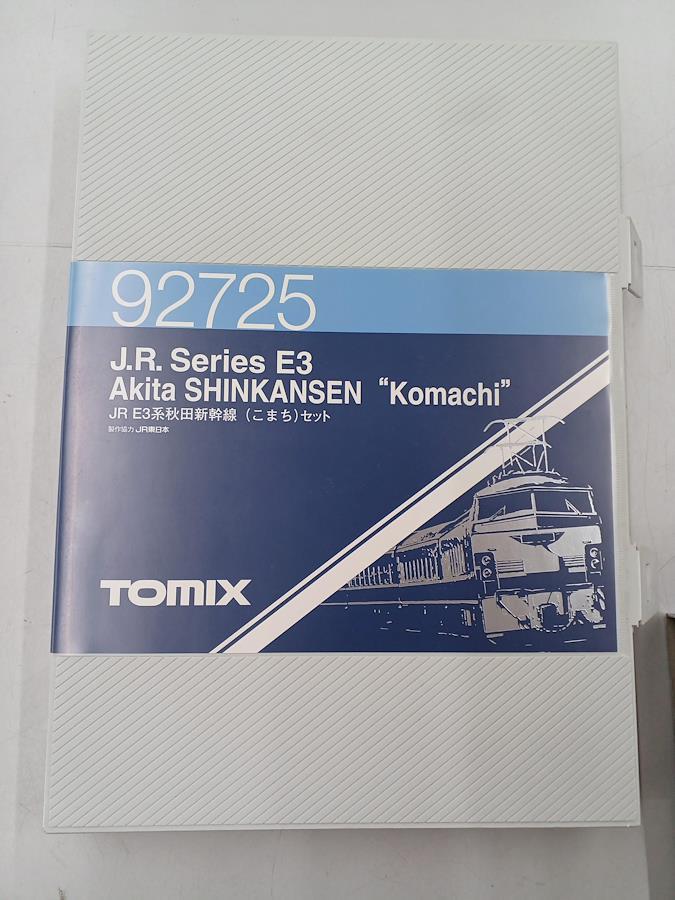 92725
J.R. Series E3
Akita SHINKANSEN “Komachi”
JR E3系秋田新幹線（こまち）セット
製作協力 JR東日本
TOMIX